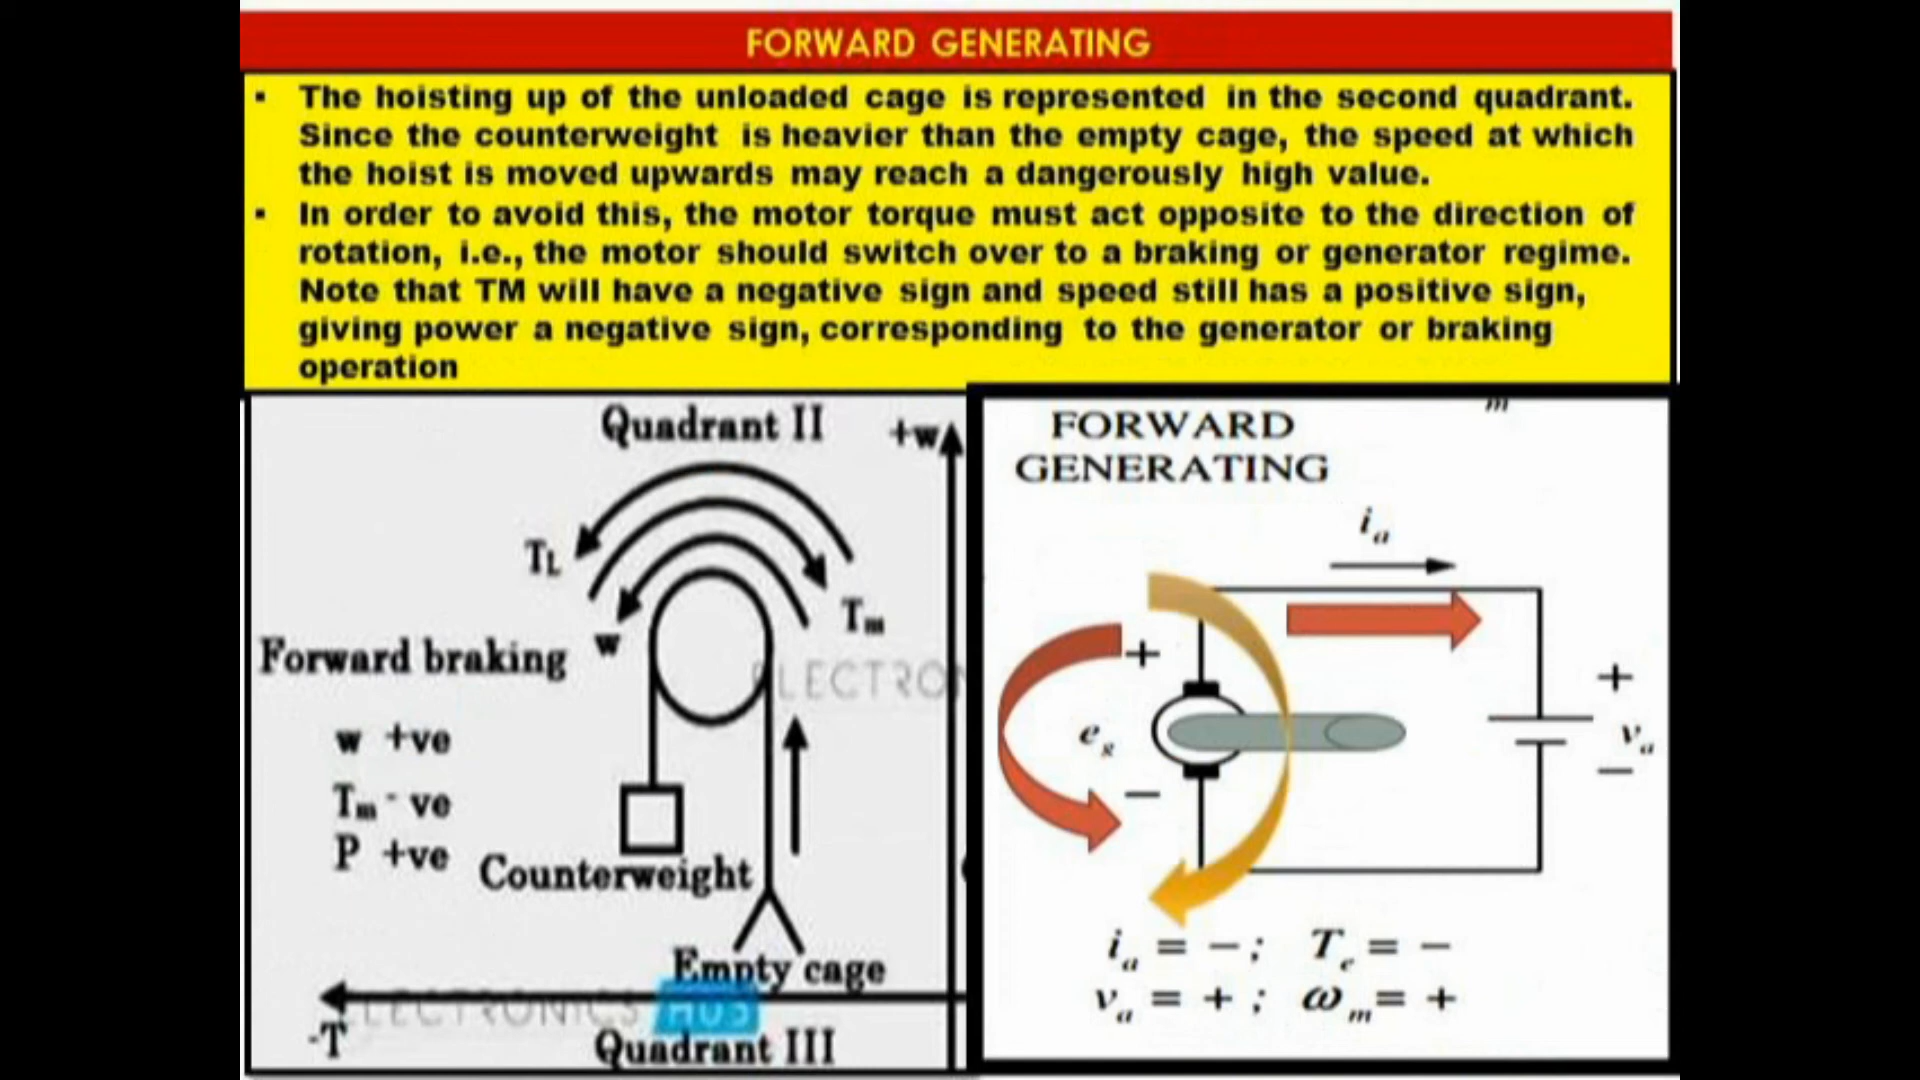 FORWARD GENERATING
▪ The hoisting up of the unloaded cage is represented in the second quadrant.
Since the counterweight is heavier than the empty cage, the speed at which
the hoist is moved upwards may reach a dangerously high value.
▪ In order to avoid this, the motor torque must act opposite to the direction of
rotation, i.e., the motor should switch over to a braking or generator regime.
Note that TM will have a negative sign and speed still has a positive sign,
giving power a negative sign, corresponding to the generator or braking
operation
Quadrant II
+w
TL
Tm
w
Forward braking
w +ve
Tm - ve
P +ve
Counterweight
Empty cage
ELECTRON
ELECTRONICS HUB
-T
Quadrant III
m
FORWARD
GENERATING
ia
+
eg
−
+
va
−
ia = − ; Te = −
va = + ; ωm = +